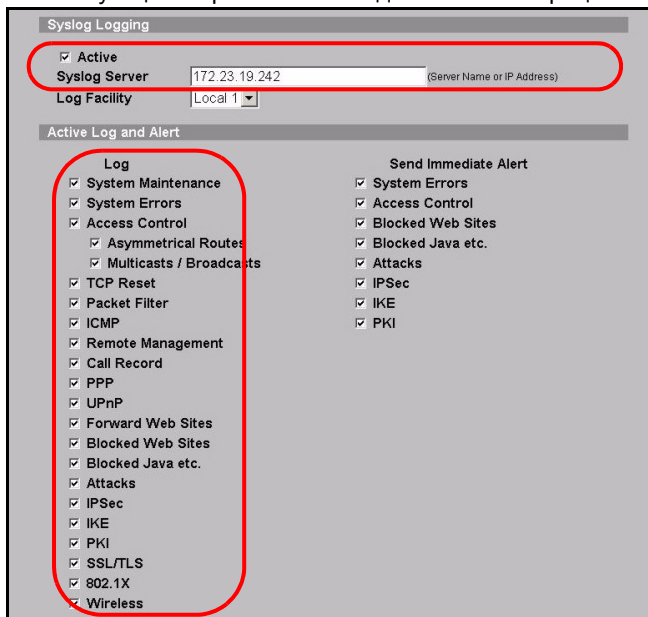 Syslog Logging
Active
Syslog Server 172.23.19.242 (Server Name or IP Address)
Log Facility Local 1
Active Log and Alert
Log
System Maintenance
System Errors
Access Control
Asymmetrical Routes
Multicasts / Broadcasts
TCP Reset
Packet Filter
ICMP
Remote Management
Call Record
PPP
UPnP
Forward Web Sites
Blocked Web Sites
Blocked Java etc.
Attacks
IPSec
IKE
PKI
SSL/TLS
802.1X
Wireless
Send Immediate Alert
System Errors
Access Control
Blocked Web Sites
Blocked Java etc.
Attacks
IPSec
IKE
PKI